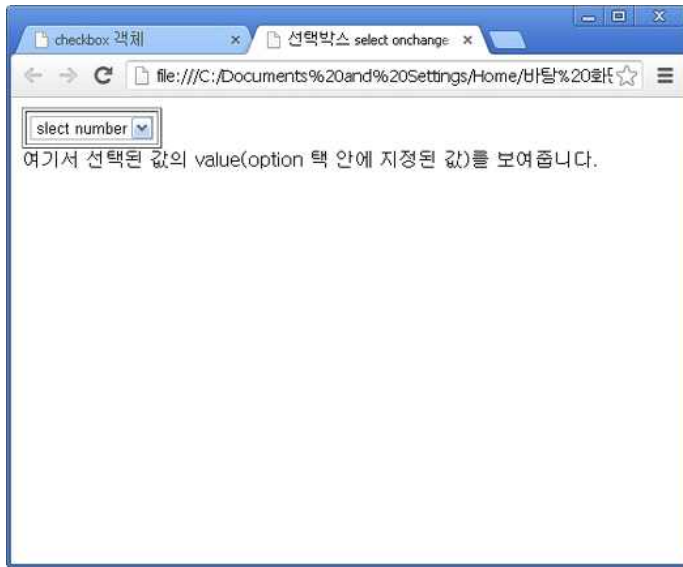 checkbox 객체
선택박스 select onchange
file:///C:/Documents%20and%20Settings/Home/바탕%20화면
slect number
여기서 선택된 값의 value(option 택 안에 지정된 값)를 보여줍니다.